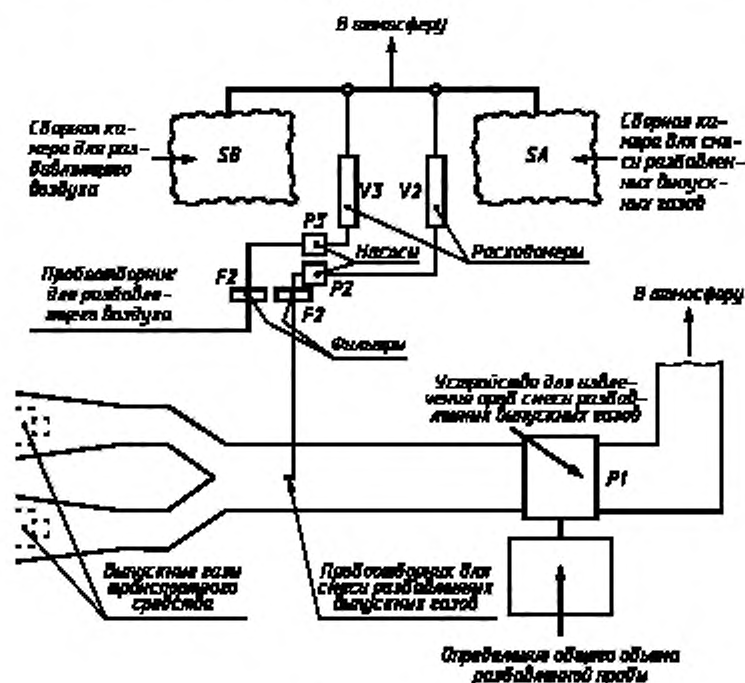 В атмосферу
Сборная ка-
мера для раз-
бавляющего
воздуха
SB
SA
Сборная ка-
мера для сме-
си разбавлен-
ных выпуск-
ных газов
V3
V2
P3
Насосы
Расходомеры
P2
Пробоотборник
для разбавля-
ющего воздуха
F2
F2
Фильтры
В атмосферу
Устройство для извле-
чения проб смеси разбав-
ления выпускных газов
P1
Выпускные газы
транспортного
средства
Пробоотборник для
смеси разбавленных
выпускных газов
Определение общего объема
разбавленной пробы